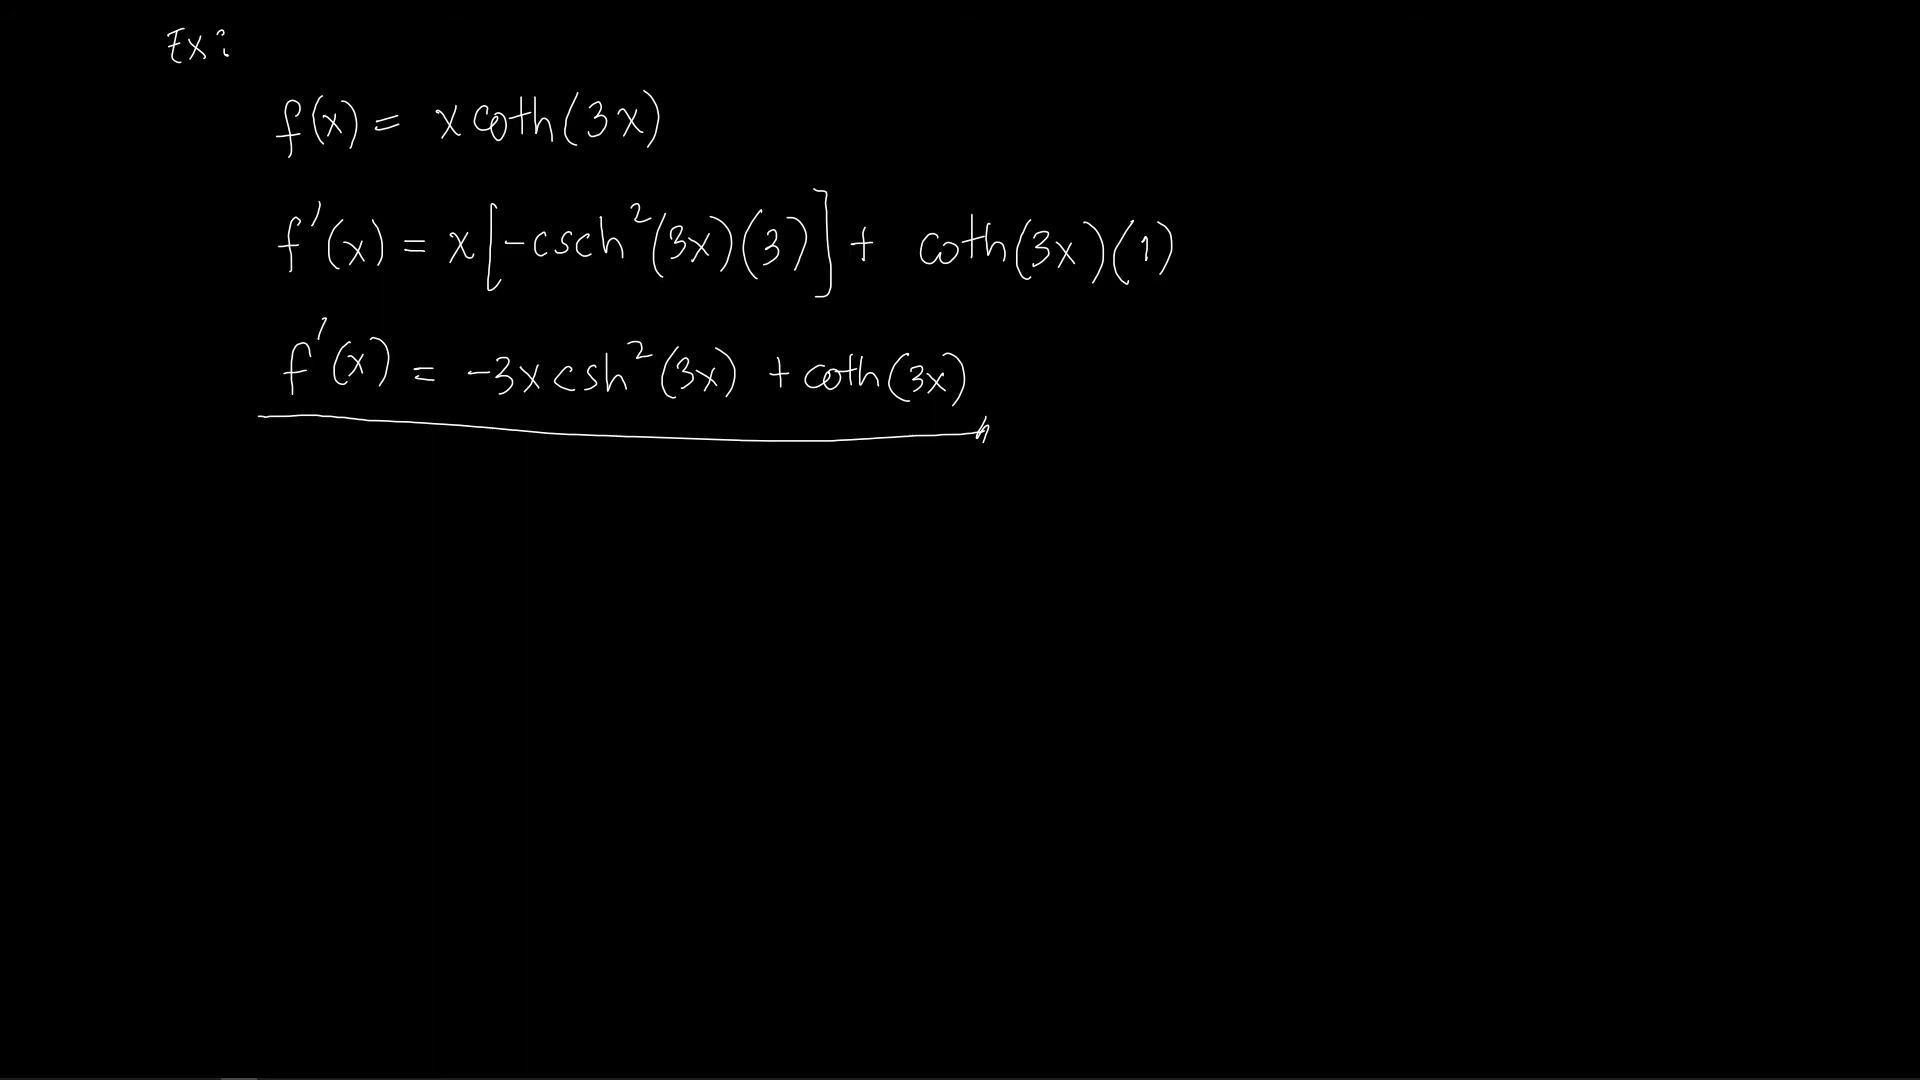 Ex:
f(x) = x coth(3x)
f'(x) = x[-csch²(3x)(3)] + coth(3x)(1)
f'(x) = -3x csh²(3x) + coth(3x)